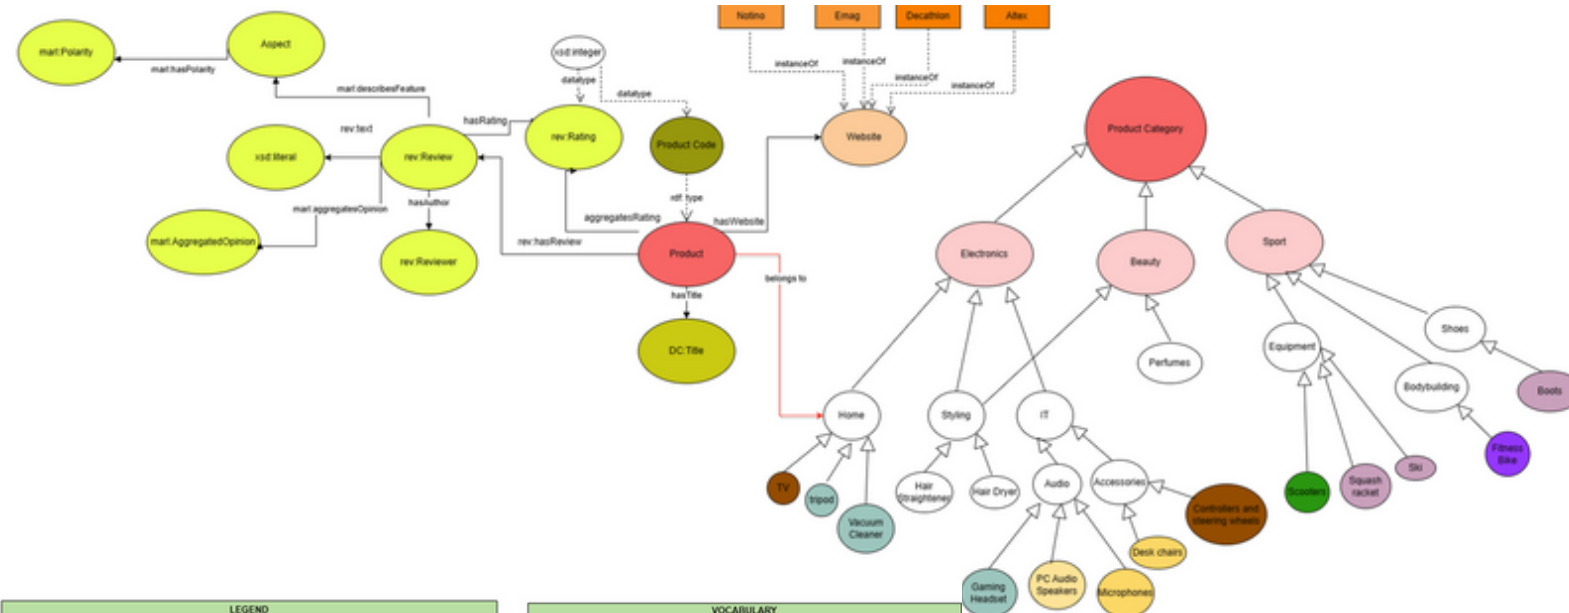 Notino
Emag
Decathlon
Altex
marl:Polarity
Aspect
marl:hasPolarity
xsd:integer
datatype
datatype
instanceOf
instanceOf
instanceOf
instanceOf
marl:describesFeature
hasRating
rev:text
xsd:literal
rev:Review
rev:Rating
Product Code
Website
Product Category
rdf: type
marl:aggregatesOpinion
hasAuthor
aggregatesRating
hasWebsite
marl:AggregatedOpinion
rev:Reviewer
rev:hasReview
Product
belongs to
Electronics
Beauty
Sport
hasTitle
DC:Title
Perfumes
Equipment
Shoes
Bodybuilding
Boots
Home
Styling
IT
TV
tripod
Vacuum
Cleaner
Hair
Straightener
Hair Dryer
Audio
Accessories
Controllers and
steering wheels
Scooters
Squash
racket
Ski
Fitness
Bike
Desk chairs
Gaming
Headset
PC Audio
Speakers
Microphones
LEGEND
VOCABULARY